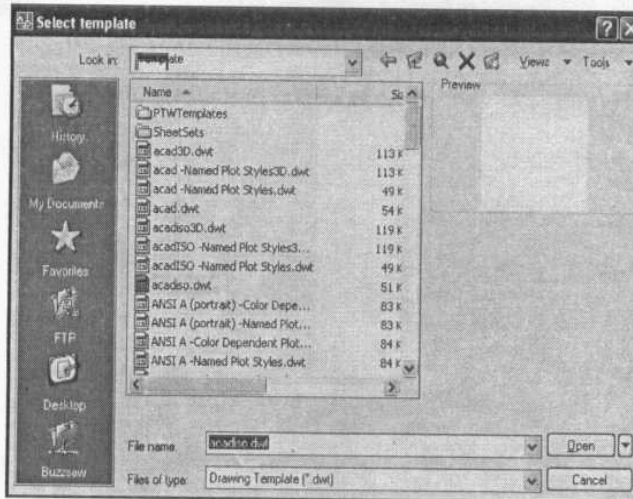 Select template
Look in:
Template
Views
Tools
History
My Documents
Favorites
FTP
Desktop
Buzzsaw
Name
Siz
PTWTemplates
SheetSets
acad3D.dwt 113 K
acad -Named Plot Styles3D.dwt 113 K
acad -Named Plot Styles.dwt 49 K
acad.dwt 54 K
acadiso3D.dwt 119 K
acadISO -Named Plot Styles3... 119 K
acadISO -Named Plot Styles.dwt 49 K
acadiso.dwt 51 K
ANSI A (portrait) -Color Depe... 83 K
ANSI A (portrait) -Named Plot... 83 K
ANSI A -Color Dependent Plot... 84 K
ANSI A -Named Plot Styles.dwt 84 K
Preview
File name: acadiso.dwt
Open
Files of type: Drawing Template (*.dwt)
Cancel